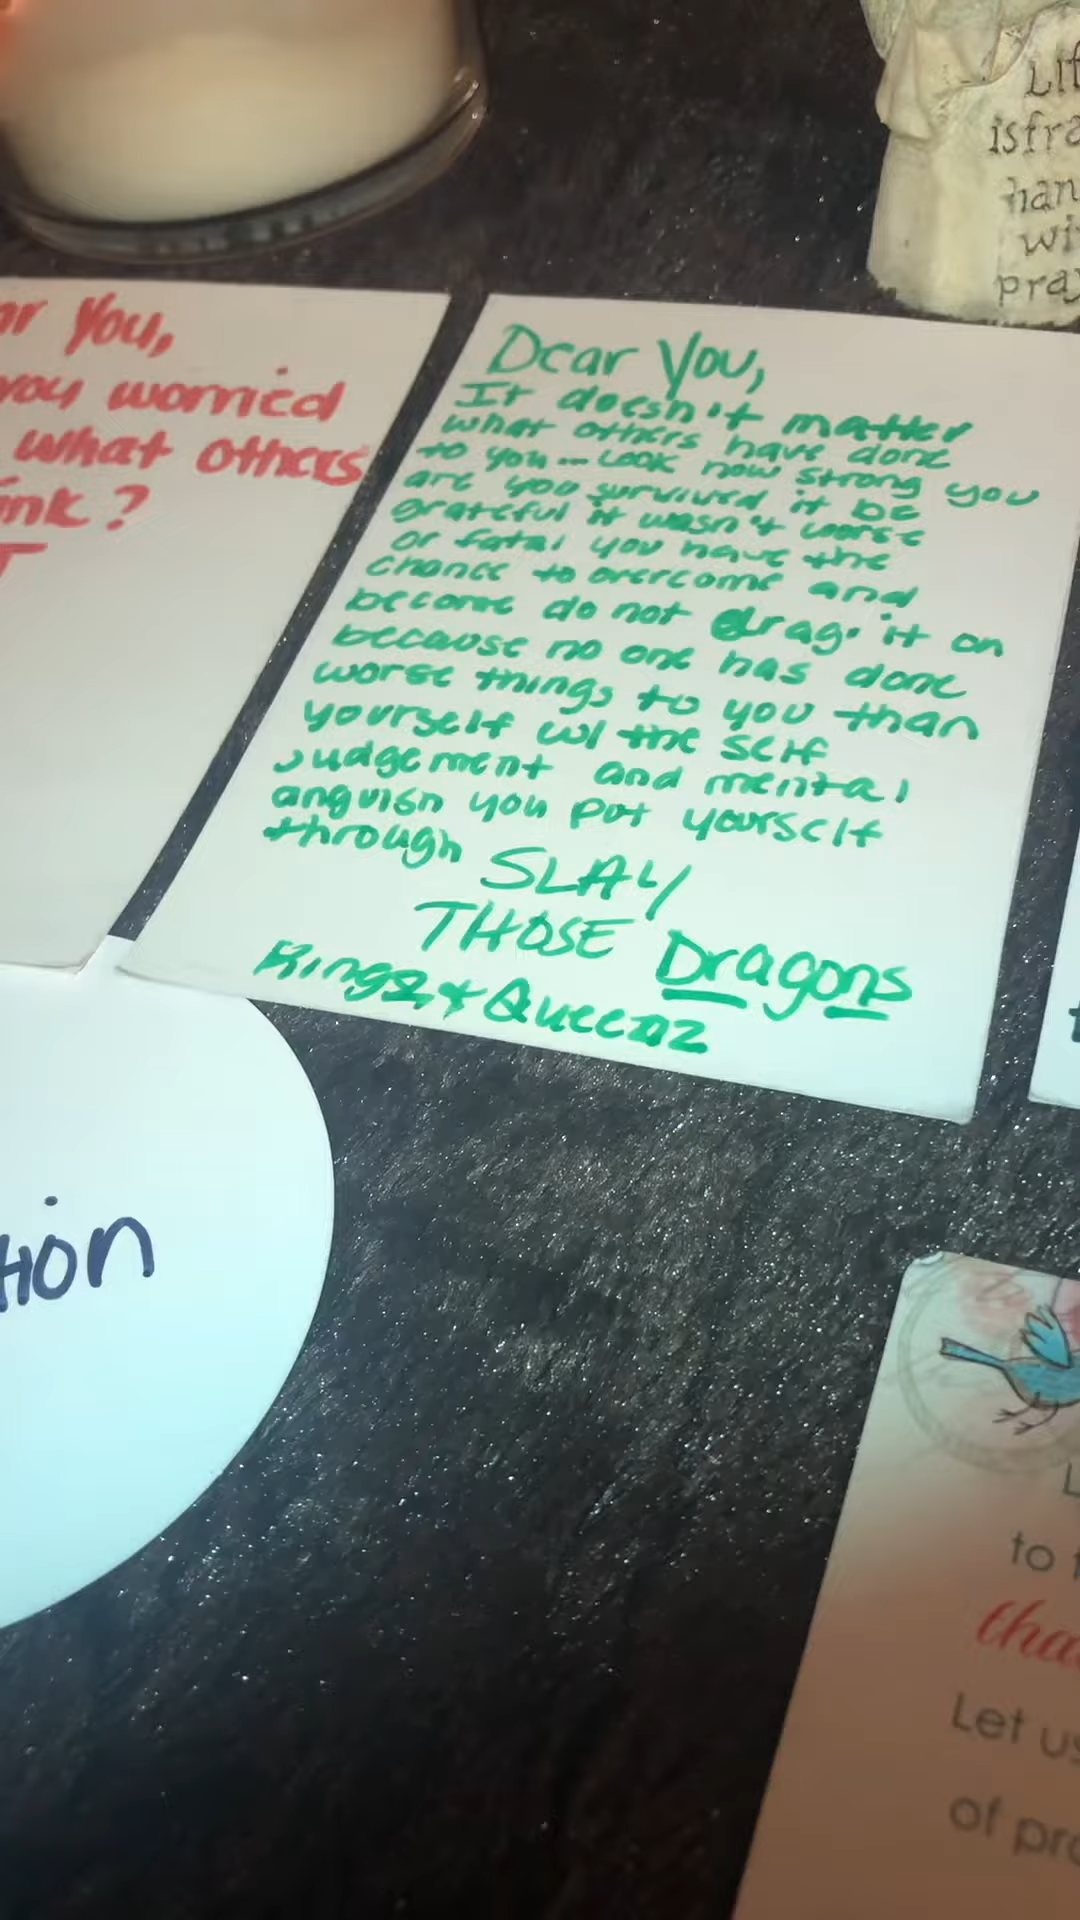 Lif
isfra
han
wi
pray
You,
you worried
what others
ink?
T
Dear You,
It doesn't matter
what others have done
to you... Look how strong you
are you survived it be
grateful it wasn't worse
or fatal you have the
chance to overcome and
become do not drag it on
because no one has done
worse things to you than
yourself w/ the self
judgement and mental
anguish you put yourself
through SLAY
THOSE Dragons
Kingz + Queenz
tion
to
tha
Let us
of pro